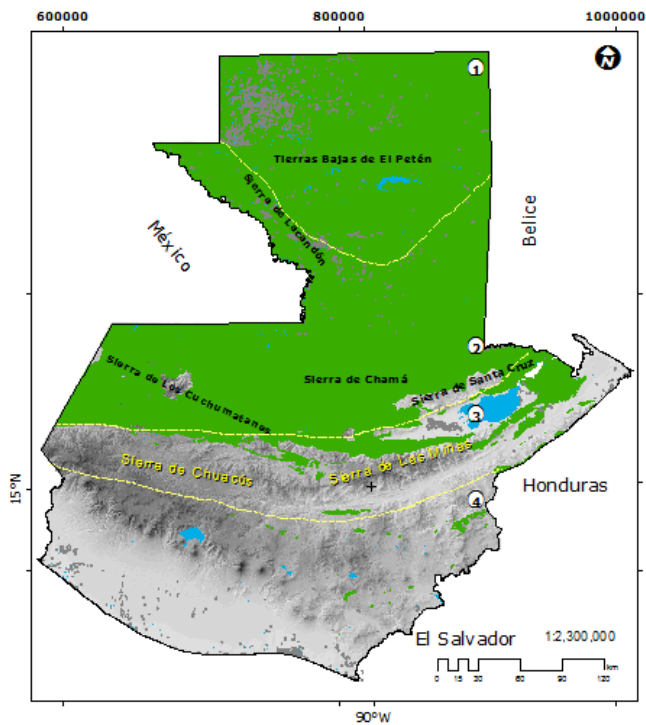 600000 800000 1000000
N
1
Tierras Bajas de El Petén
Sierra de Lacandón
Belice
México
2
Sierra de Los Cuchumatanes
Sierra de Chamá
Sierra de Santa Cruz
3
Sierra de Chuacús
Sierra de Las Minas
15°N
Honduras
4
El Salvador
1:2,300,000
km
0 15 30 60 90 120
90°W